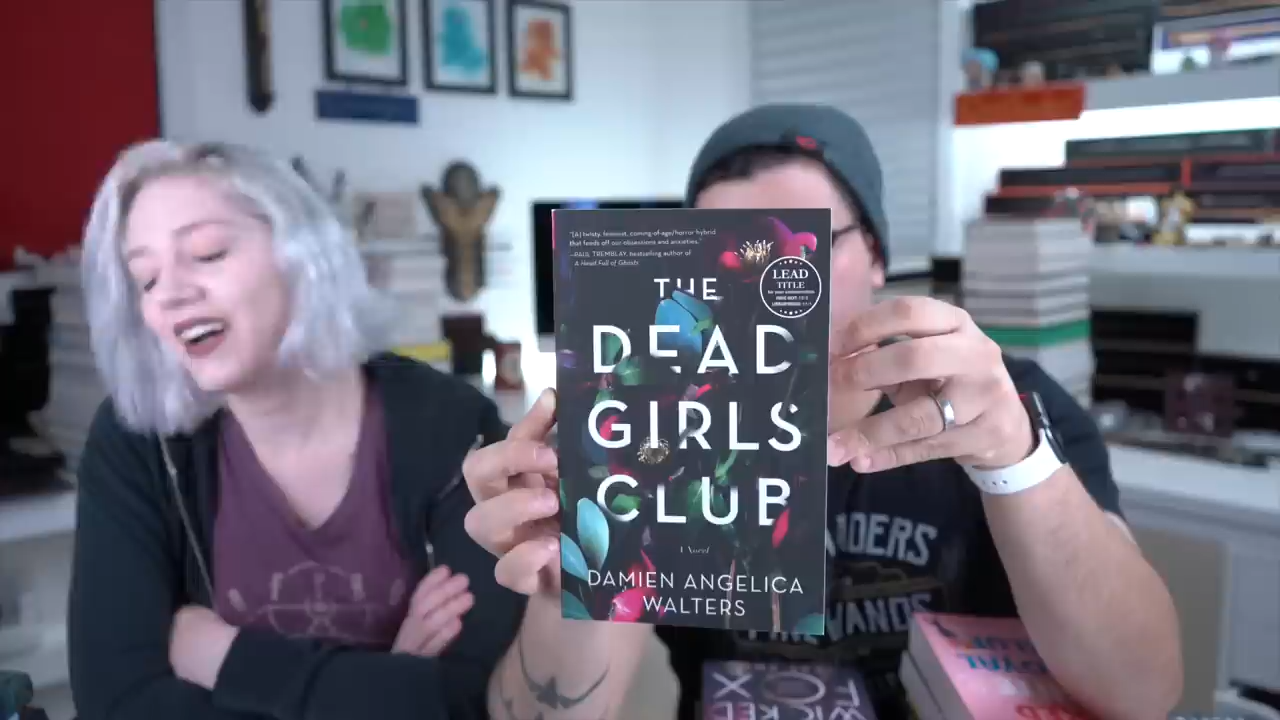 "[A] twisty, feminist, coming-of-age/horror hybrid
that feeds off our obsessions and anxieties."
—PAUL TREMBLAY, bestselling author of
A Head Full of Ghosts
LEAD
TITLE
THE
DEAD
GIRLS
CLUB
A Novel
DAMIEN ANGELICA
WALTERS
WANDS
WICKED
FOX